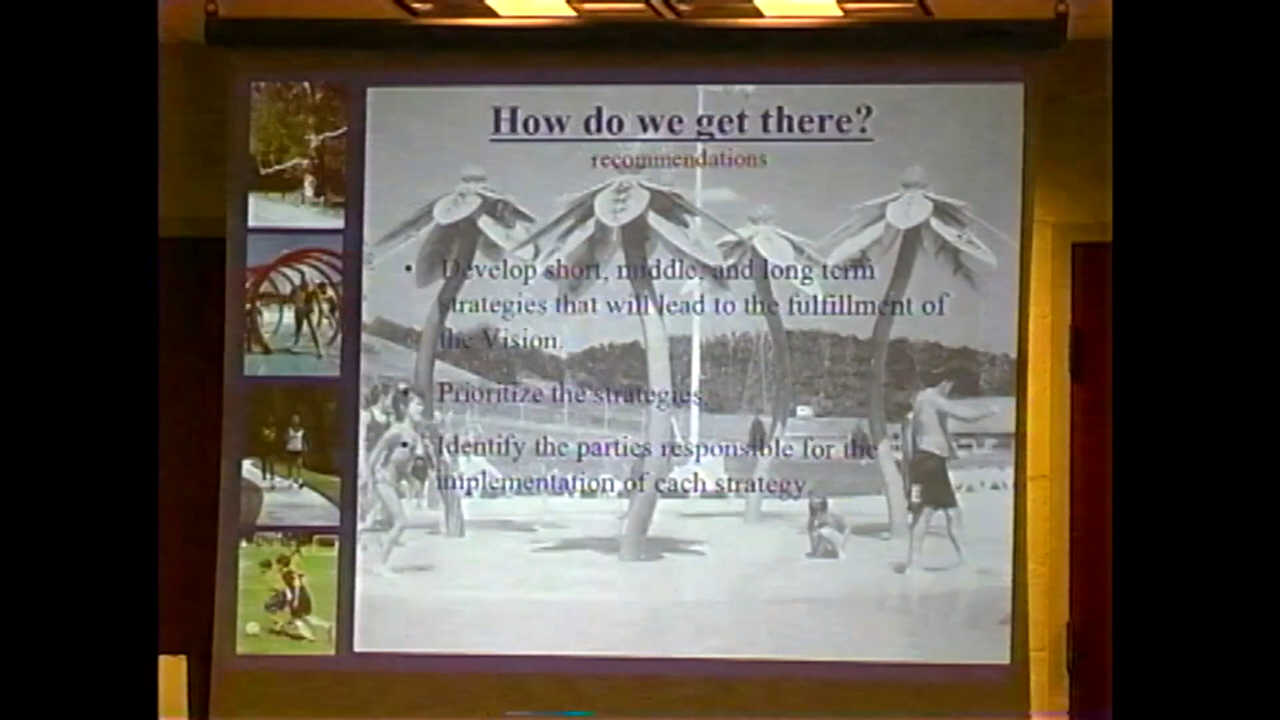 How do we get there?
recommendations
• Develop short, middle, and long term
strategies that will lead to the fulfillment of
the Vision.
• Prioritize the strategies.
• Identify the parties responsible for the
implementation of each strategy